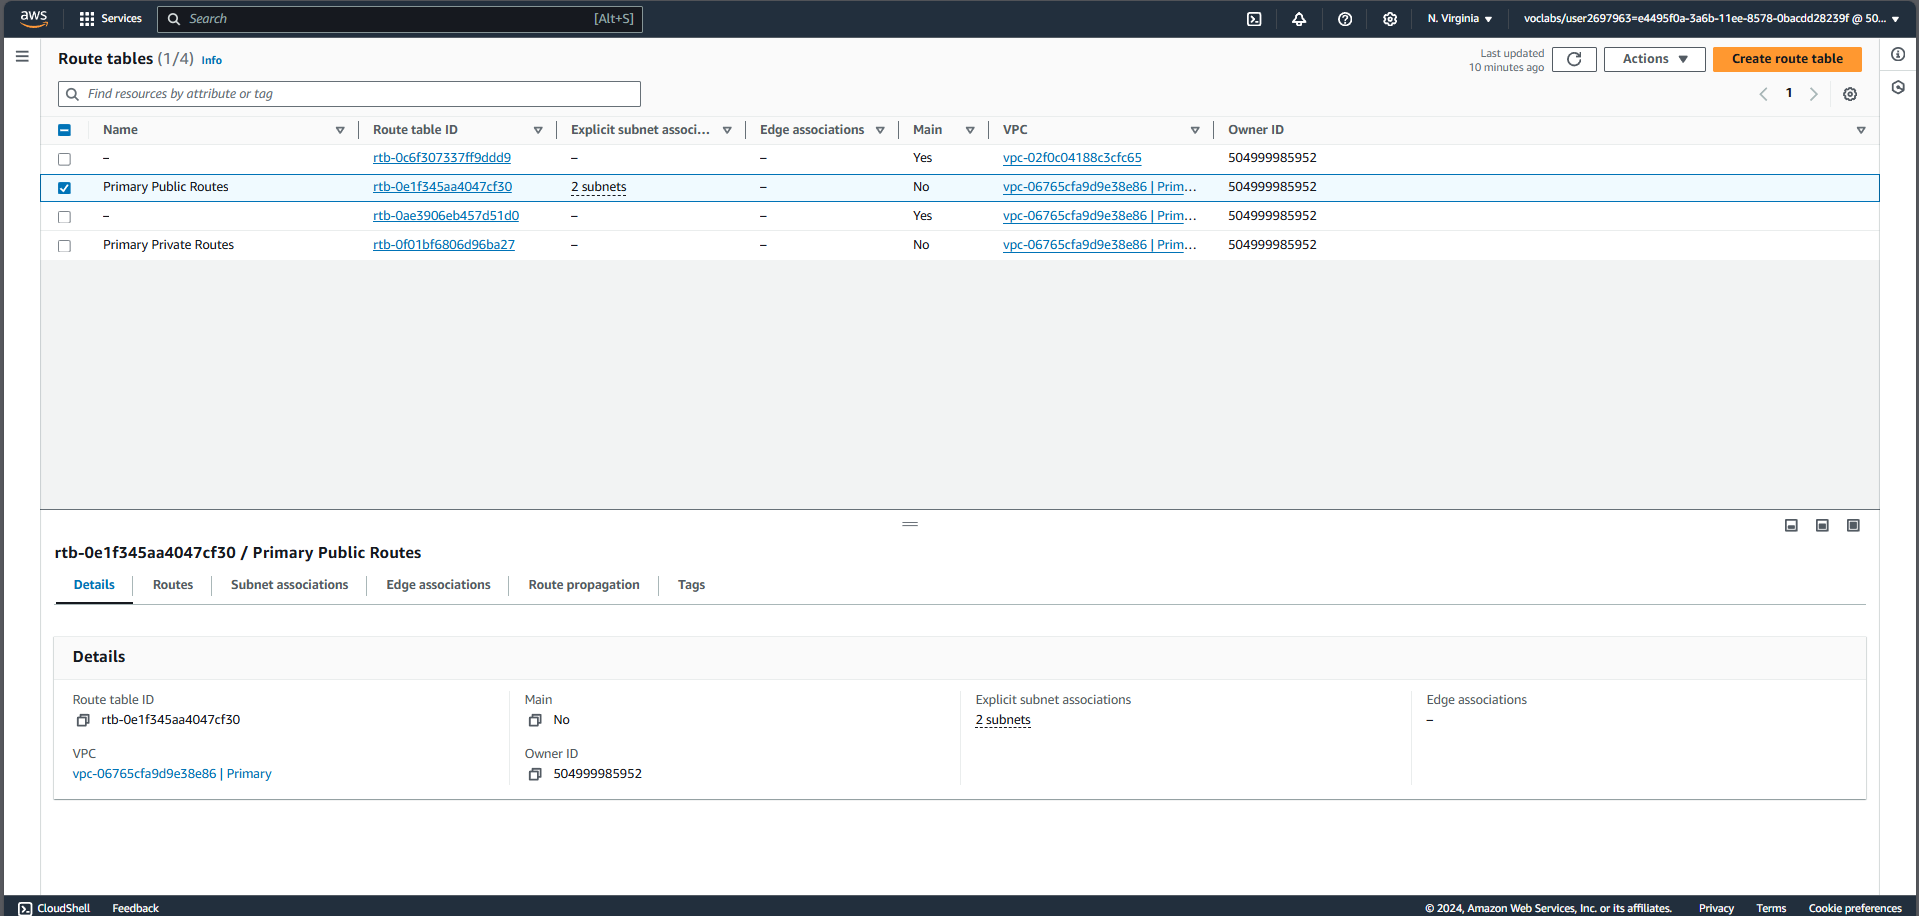 aws Services Search [Alt+S] N. Virginia voclabs/user2697963=e4495f0a-3a6b-11ee-8578-0bacdd28239f @ 50...
Route tables (1/4) Info
Last updated
10 minutes ago
Actions
Create route table
Find resources by attribute or tag
1
Name Route table ID Explicit subnet associ... Edge associations Main VPC Owner ID
– rtb-0c6f307337ff9ddd9 – – Yes vpc-02f0c04188c3cfc65 504999985952
Primary Public Routes rtb-0e1f345aa4047cf30 2 subnets – No vpc-06765cfa9d9e38e86 | Prim... 504999985952
– rtb-0ae3906eb457d51d0 – – Yes vpc-06765cfa9d9e38e86 | Prim... 504999985952
Primary Private Routes rtb-0f01bf6806d96ba27 – – No vpc-06765cfa9d9e38e86 | Prim... 504999985952
rtb-0e1f345aa4047cf30 / Primary Public Routes
Details Routes Subnet associations Edge associations Route propagation Tags
Details
Route table ID Main Explicit subnet associations Edge associations
rtb-0e1f345aa4047cf30 No 2 subnets –
VPC Owner ID
vpc-06765cfa9d9e38e86 | Primary 504999985952
CloudShell Feedback © 2024, Amazon Web Services, Inc. or its affiliates. Privacy Terms Cookie preferences